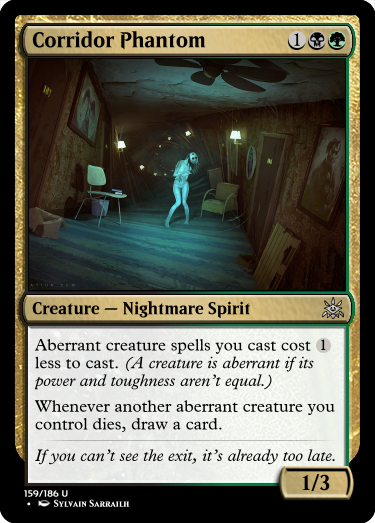 Corridor Phantom 1
Creature — Nightmare Spirit
Aberrant creature spells you cast cost 1
less to cast. (A creature is aberrant if its
power and toughness aren't equal.)
Whenever another aberrant creature you
control dies, draw a card.
If you can't see the exit, it's already too late.
1/3
159/186 U
• Sylvain Sarrailh